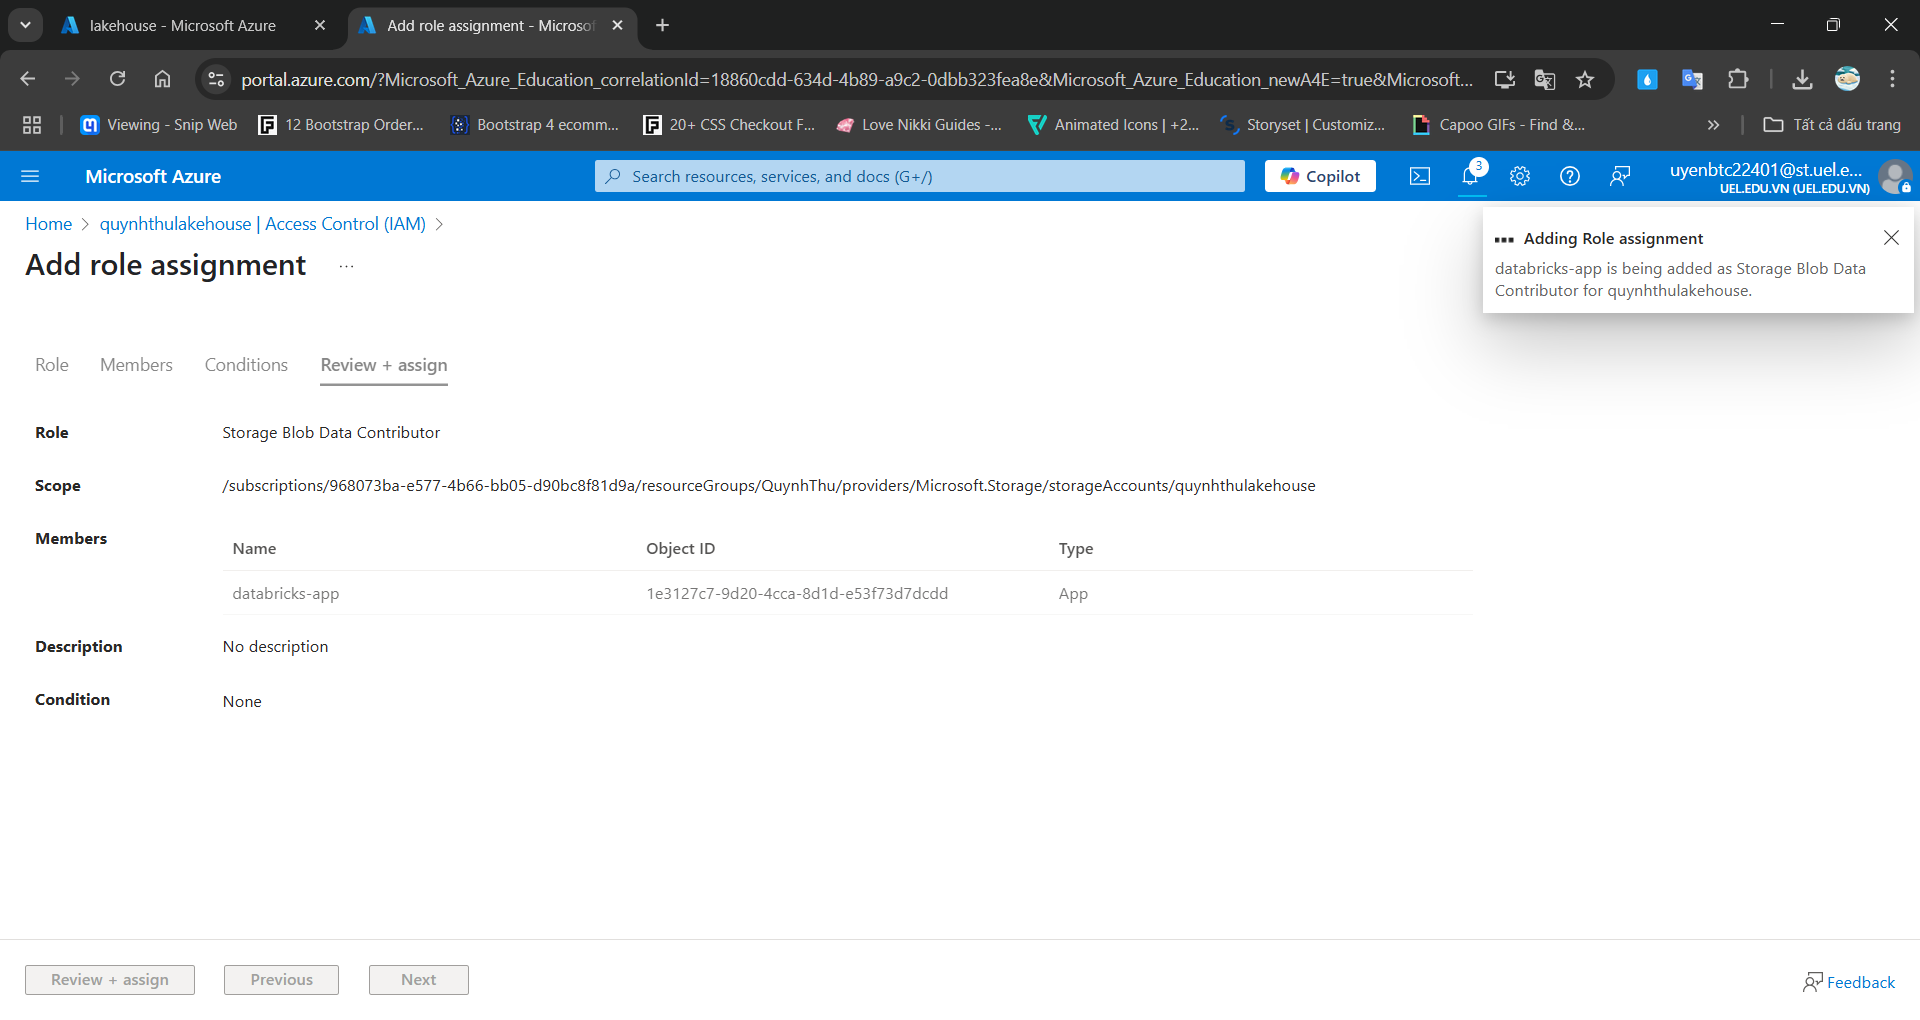 lakehouse - Microsoft Azure
Add role assignment - Microsof
portal.azure.com/?Microsoft_Azure_Education_correlationId=18860cdd-634d-4b89-a9c2-0dbb323fea8e&Microsoft_Azure_Education_newA4E=true&Microsoft...
Viewing - Snip Web
12 Bootstrap Order...
Bootstrap 4 ecomm...
20+ CSS Checkout F...
Love Nikki Guides -...
Animated Icons | +2...
Storyset | Customiz...
Capoo GIFs - Find &...
Tất cả dấu trang
Microsoft Azure
Search resources, services, and docs (G+/)
Copilot
3
uyenbtc22401@st.uel.e...
UEL.EDU.VN (UEL.EDU.VN)
Home > quynhthulakehouse | Access Control (IAM) >
Add role assignment ...
Adding Role assignment
databricks-app is being added as Storage Blob Data
Contributor for quynhthulakehouse.
Role
Members
Conditions
Review + assign
Role
Storage Blob Data Contributor
Scope
/subscriptions/968073ba-e577-4b66-bb05-d90bc8f81d9a/resourceGroups/QuynhThu/providers/Microsoft.Storage/storageAccounts/quynhthulakehouse
Members
Name
Object ID
Type
databricks-app
1e3127c7-9d20-4cca-8d1d-e53f73d7dcdd
App
Description
No description
Condition
None
Review + assign
Previous
Next
Feedback